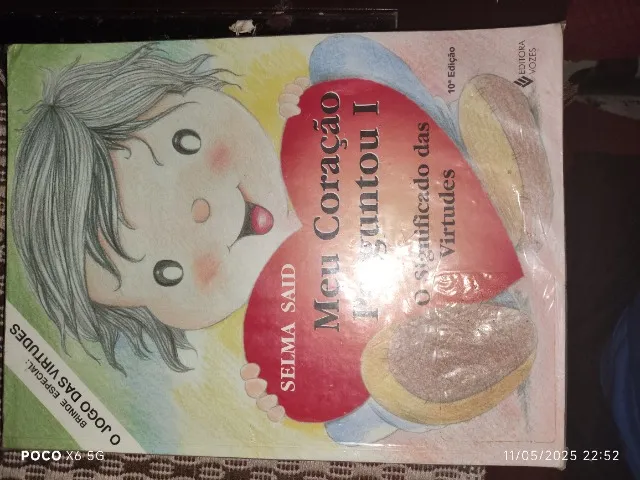 EDITORA
VOZES
10ª Edição
SELMA SAID
Meu Coração
Perguntou I
O Significado das
Virtudes
BRINDE ESPECIAL:
O JOGO DAS VIRTUDES
POCO X6 5G
11/05/2025 22:52